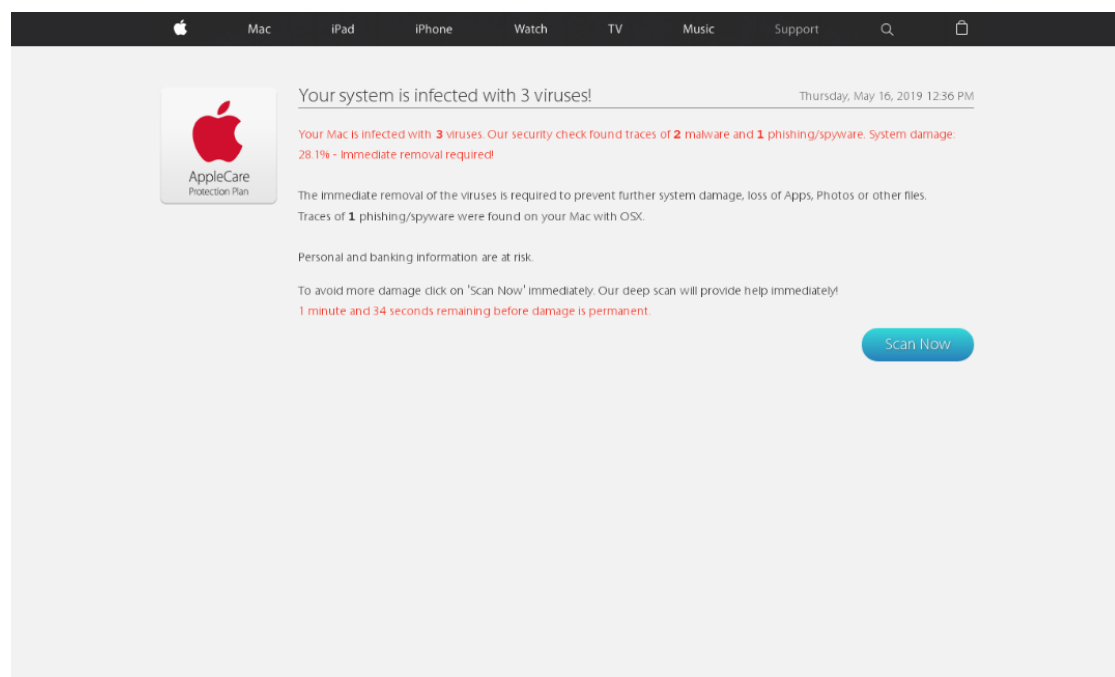 Mac iPad iPhone Watch TV Music Support
Your system is infected with 3 viruses!
Thursday, May 16, 2019 12:36 PM
Your Mac is infected with 3 viruses. Our security check found traces of 2 malware and 1 phishing/spyware. System damage:
28.1% - Immediate removal required!
AppleCare
Protection Plan
The immediate removal of the viruses is required to prevent further system damage, loss of Apps, Photos or other files.
Traces of 1 phishing/spyware were found on your Mac with OSX.
Personal and banking information are at risk.
To avoid more damage click on 'Scan Now' immediately. Our deep scan will provide help immediately!
1 minute and 34 seconds remaining before damage is permanent.
Scan Now